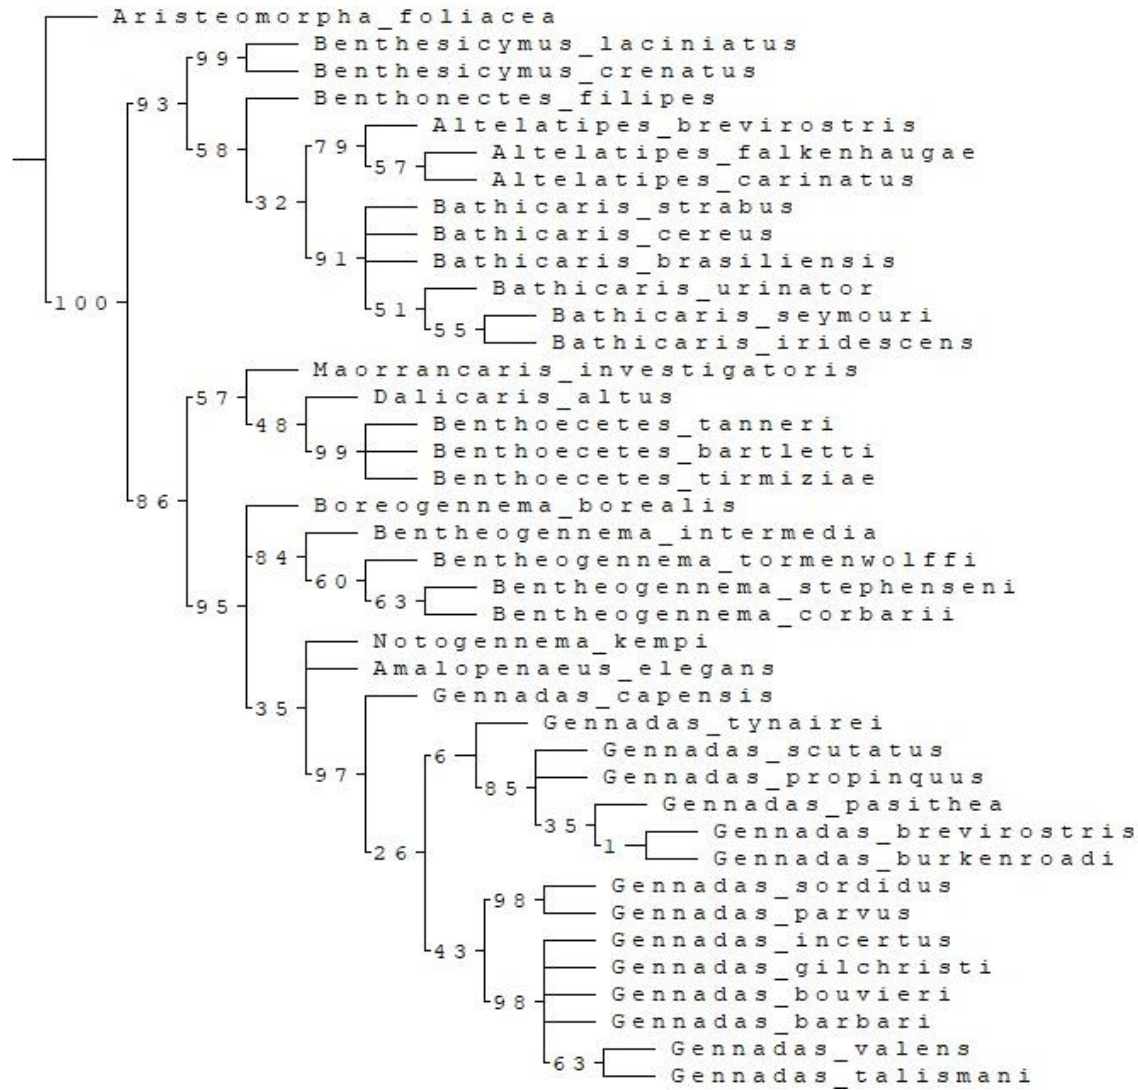 Aristeomorpha_foliacea
Benthesicymus_laciniatus
99
Benthesicymus_crenatus
93
Benthonectes_filipes
Altelatipes_brevirostris
58
79
Altelatipes_falkenhaugae
57
Altelatipes_carinatus
32
Bathicaris_strabus
Bathicaris_cereus
91
Bathicaris_brasiliensis
Bathicaris_urinator
100
51
Bathicaris_seymouri
55
Bathicaris_iridescens
Maorrancaris_investigatoris
57
Dalicaris_altus
48
Benthoecetes_tanneri
99
Benthoecetes_bartletti
Benthoecetes_tirmiziae
86
Boreogennema_borealis
Bentheogennema_intermedia
84
Bentheogennema_tormenwolffi
60
Bentheogennema_stephenseni
95
63
Bentheogennema_corbarii
Notogennema_kempi
Amalopenaeus_elegans
Gennadas_capensis
35
Gennadas_tynairei
6
Gennadas_scutatus
97
Gennadas_propinquus
85
Gennadas_pasithea
35
Gennadas_brevirostris
26
1
Gennadas_burkenroadi
Gennadas_sordidus
98
Gennadas_parvus
Gennadas_incertus
43
Gennadas_gilchristi
Gennadas_bouvieri
98
Gennadas_barbari
Gennadas_valens
63
Gennadas_talismani